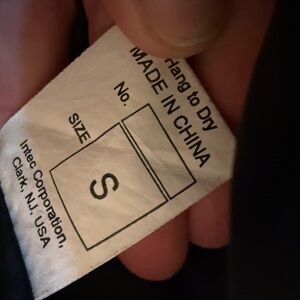 Hang to Dry
MADE IN CHINA
No.
SIZE
S
Intec Corporation,
Clark, N.J. USA